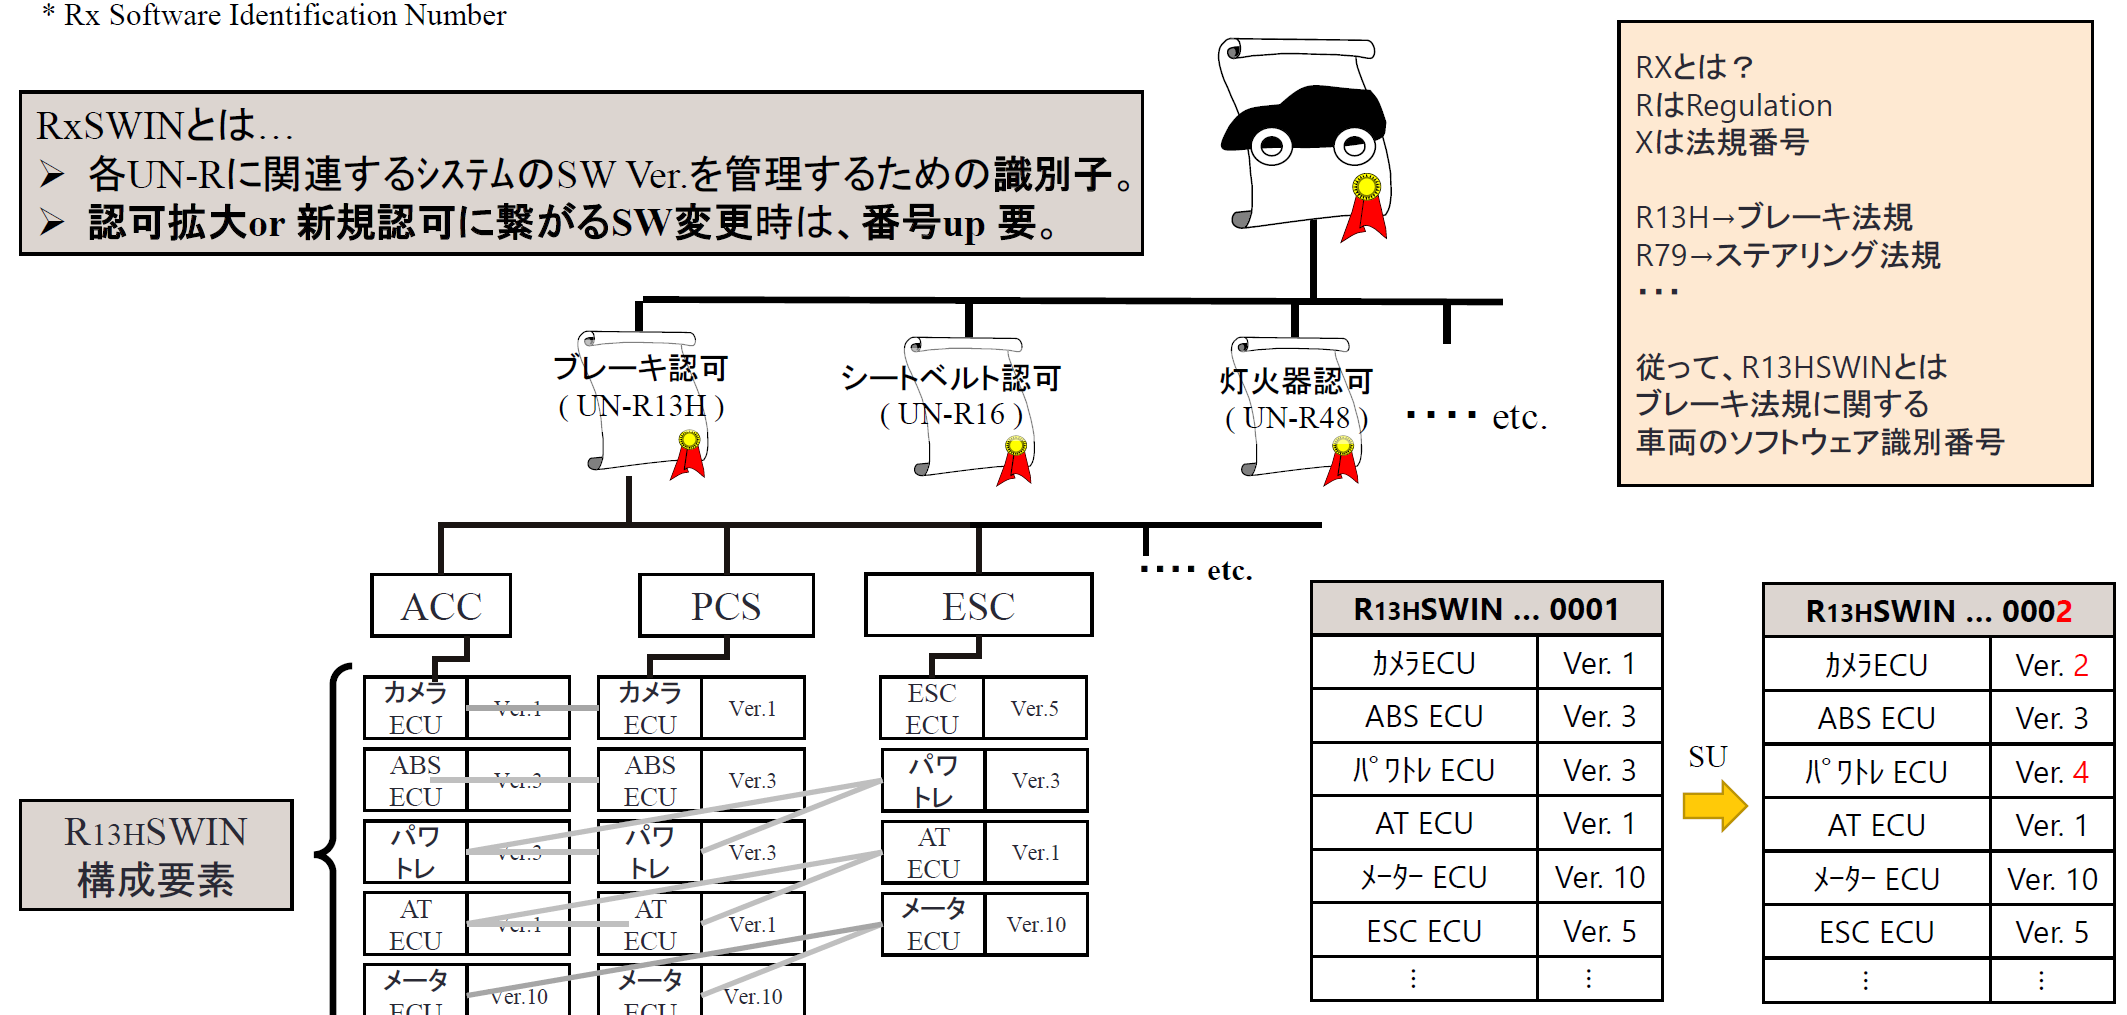 * Rx Software Identification Number
RxSWINとは…
➢ 各UN-Rに関連するｼｽﾃﾑのSW Ver.を管理するための識別子。
➢ 認可拡大or 新規認可に繋がるSW変更時は、番号up 要。
RXとは？
RはRegulation
Xは法規番号
R13H→ブレーキ法規
R79→ステアリング法規
･･･
従って、R13HSWINとは
ブレーキ法規に関する
車両のソフトウェア識別番号
ブレーキ認可
( UN-R13H )
シートベルト認可
( UN-R16 )
灯火器認可
( UN-R48 )
････ etc.
ACC
PCS
ESC
････ etc.
R13HSWIN
構成要素
カメラ
ECU
Ver.1
ABS
ECU
Ver.3
パワ
トレ
Ver.3
AT
ECU
Ver.1
メータ
ECU
Ver.10
カメラ
ECU
Ver.1
ABS
ECU
Ver.3
パワ
トレ
Ver.3
AT
ECU
Ver.1
メータ
ECU
Ver.10
ESC
ECU
Ver.5
パワ
トレ
Ver.3
AT
ECU
Ver.1
メータ
ECU
Ver.10
R13HSWIN … 0001
ｶﾒﾗECU Ver. 1
ABS ECU Ver. 3
ﾊﾟﾜﾄﾚ ECU Ver. 3
AT ECU Ver. 1
ﾒｰﾀｰ ECU Ver. 10
ESC ECU Ver. 5
⋮ ⋮
SU
R13HSWIN … 0002
ｶﾒﾗECU Ver. 2
ABS ECU Ver. 3
ﾊﾟﾜﾄﾚ ECU Ver. 4
AT ECU Ver. 1
ﾒｰﾀｰ ECU Ver. 10
ESC ECU Ver. 5
⋮ ⋮